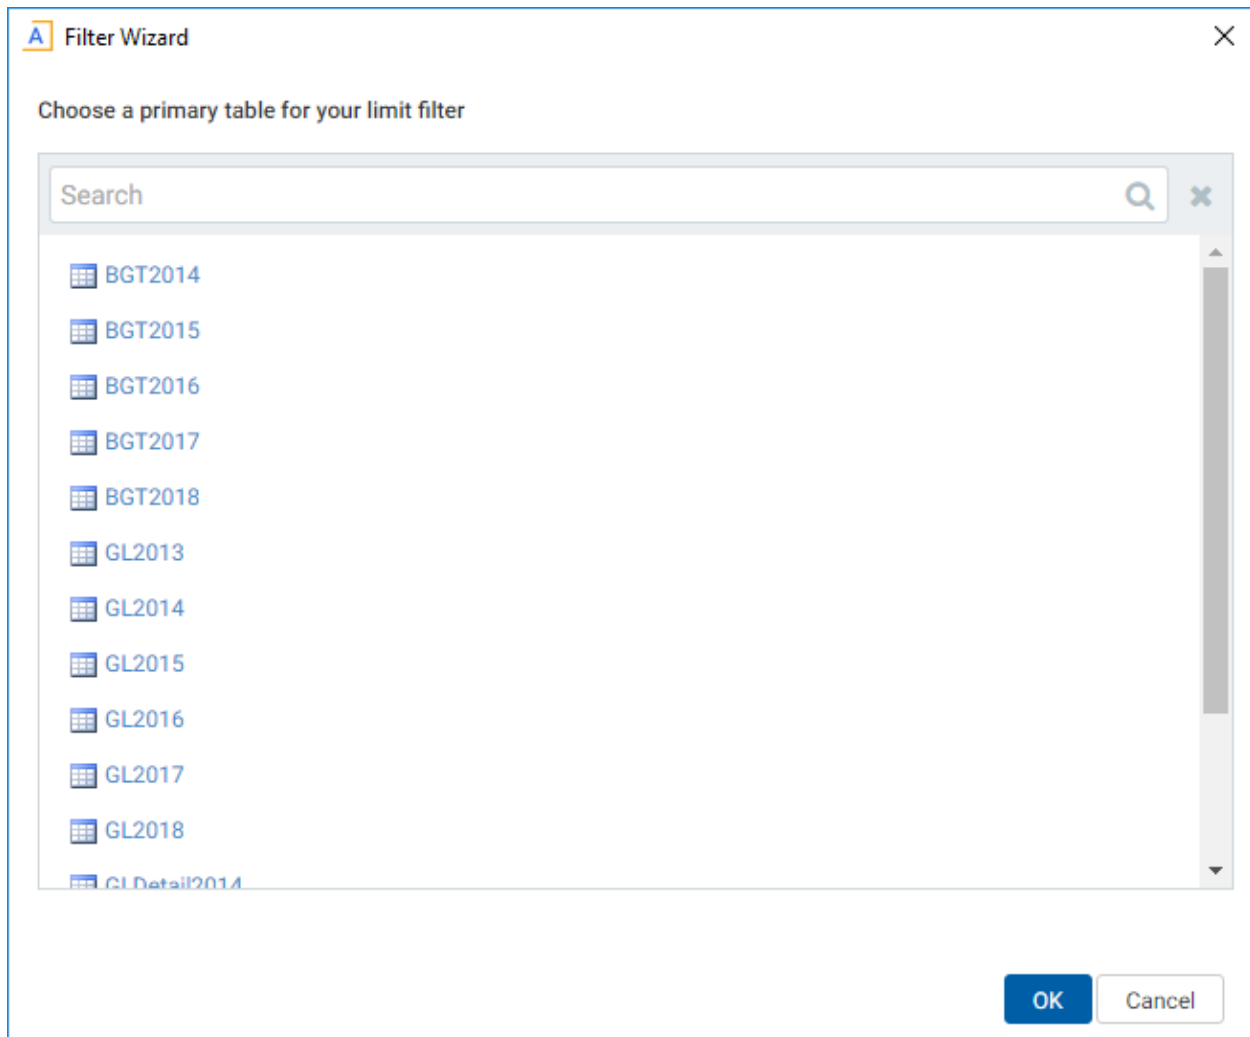 A Filter Wizard
Choose a primary table for your limit filter
Search
BGT2014
BGT2015
BGT2016
BGT2017
BGT2018
GL2013
GL2014
GL2015
GL2016
GL2017
GL2018
GLDetail2014
OK Cancel